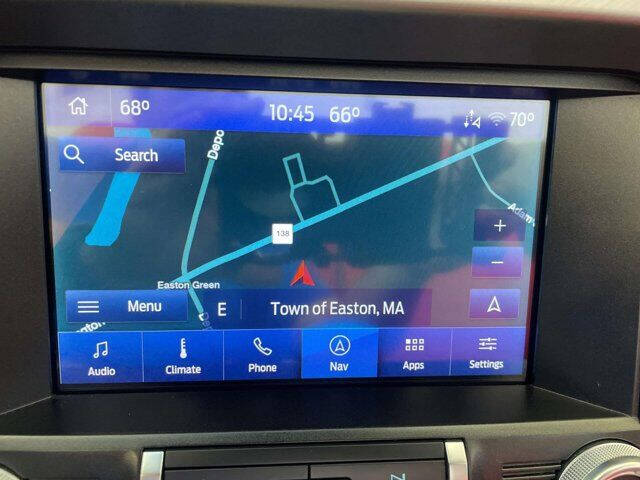 68° 10:45 66° 70°
Search
138
Easton Green
Menu E Town of Easton, MA
Audio Climate Phone Nav Apps Settings